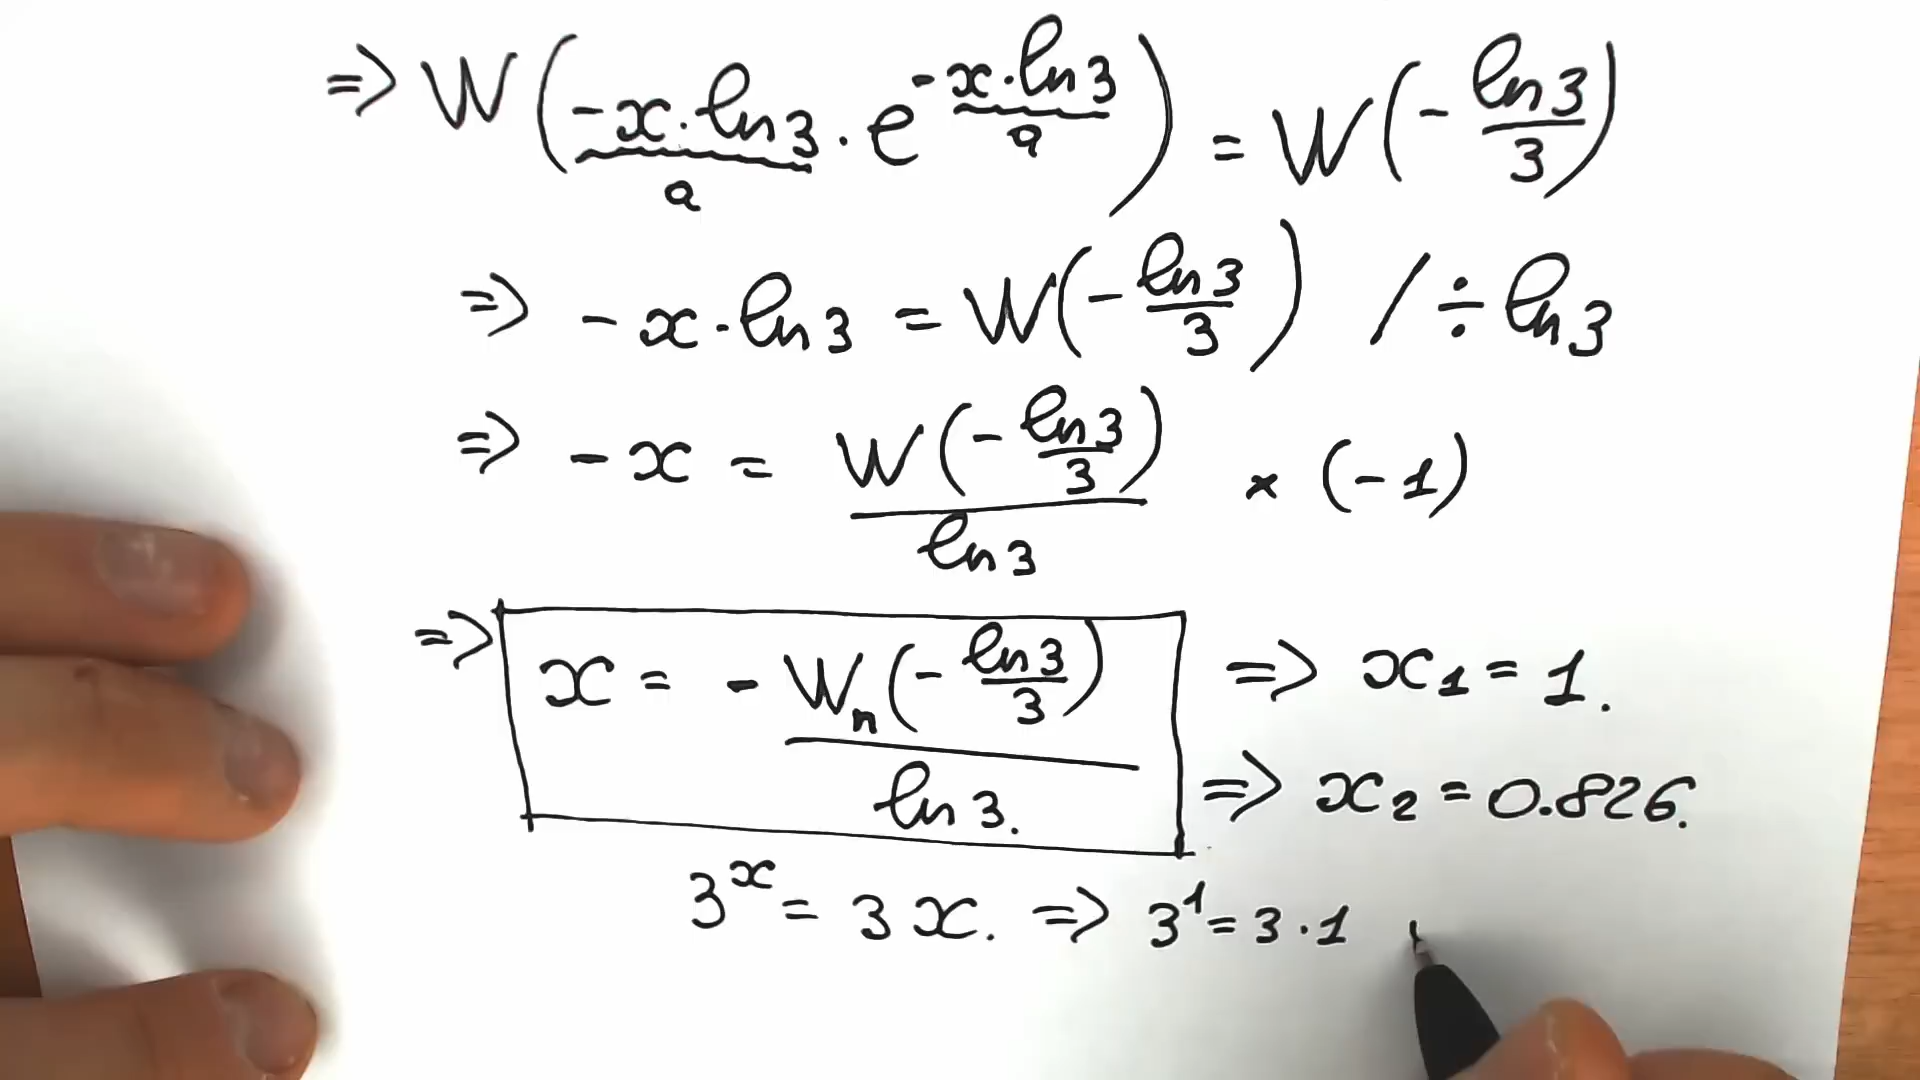 => W(-x·ln3·e^(-x·ln3)) = W(-ln3/3)
a a
=> -x·ln3 = W(-ln3/3) / ÷ ln3
=> -x = W(-ln3/3)/ln3 × (-1)
=> x = -Wₙ(-ln3/3)/ln3. => x₁ = 1.
=> x₂ = 0.826.
3^x = 3x. => 3^1 = 3·1